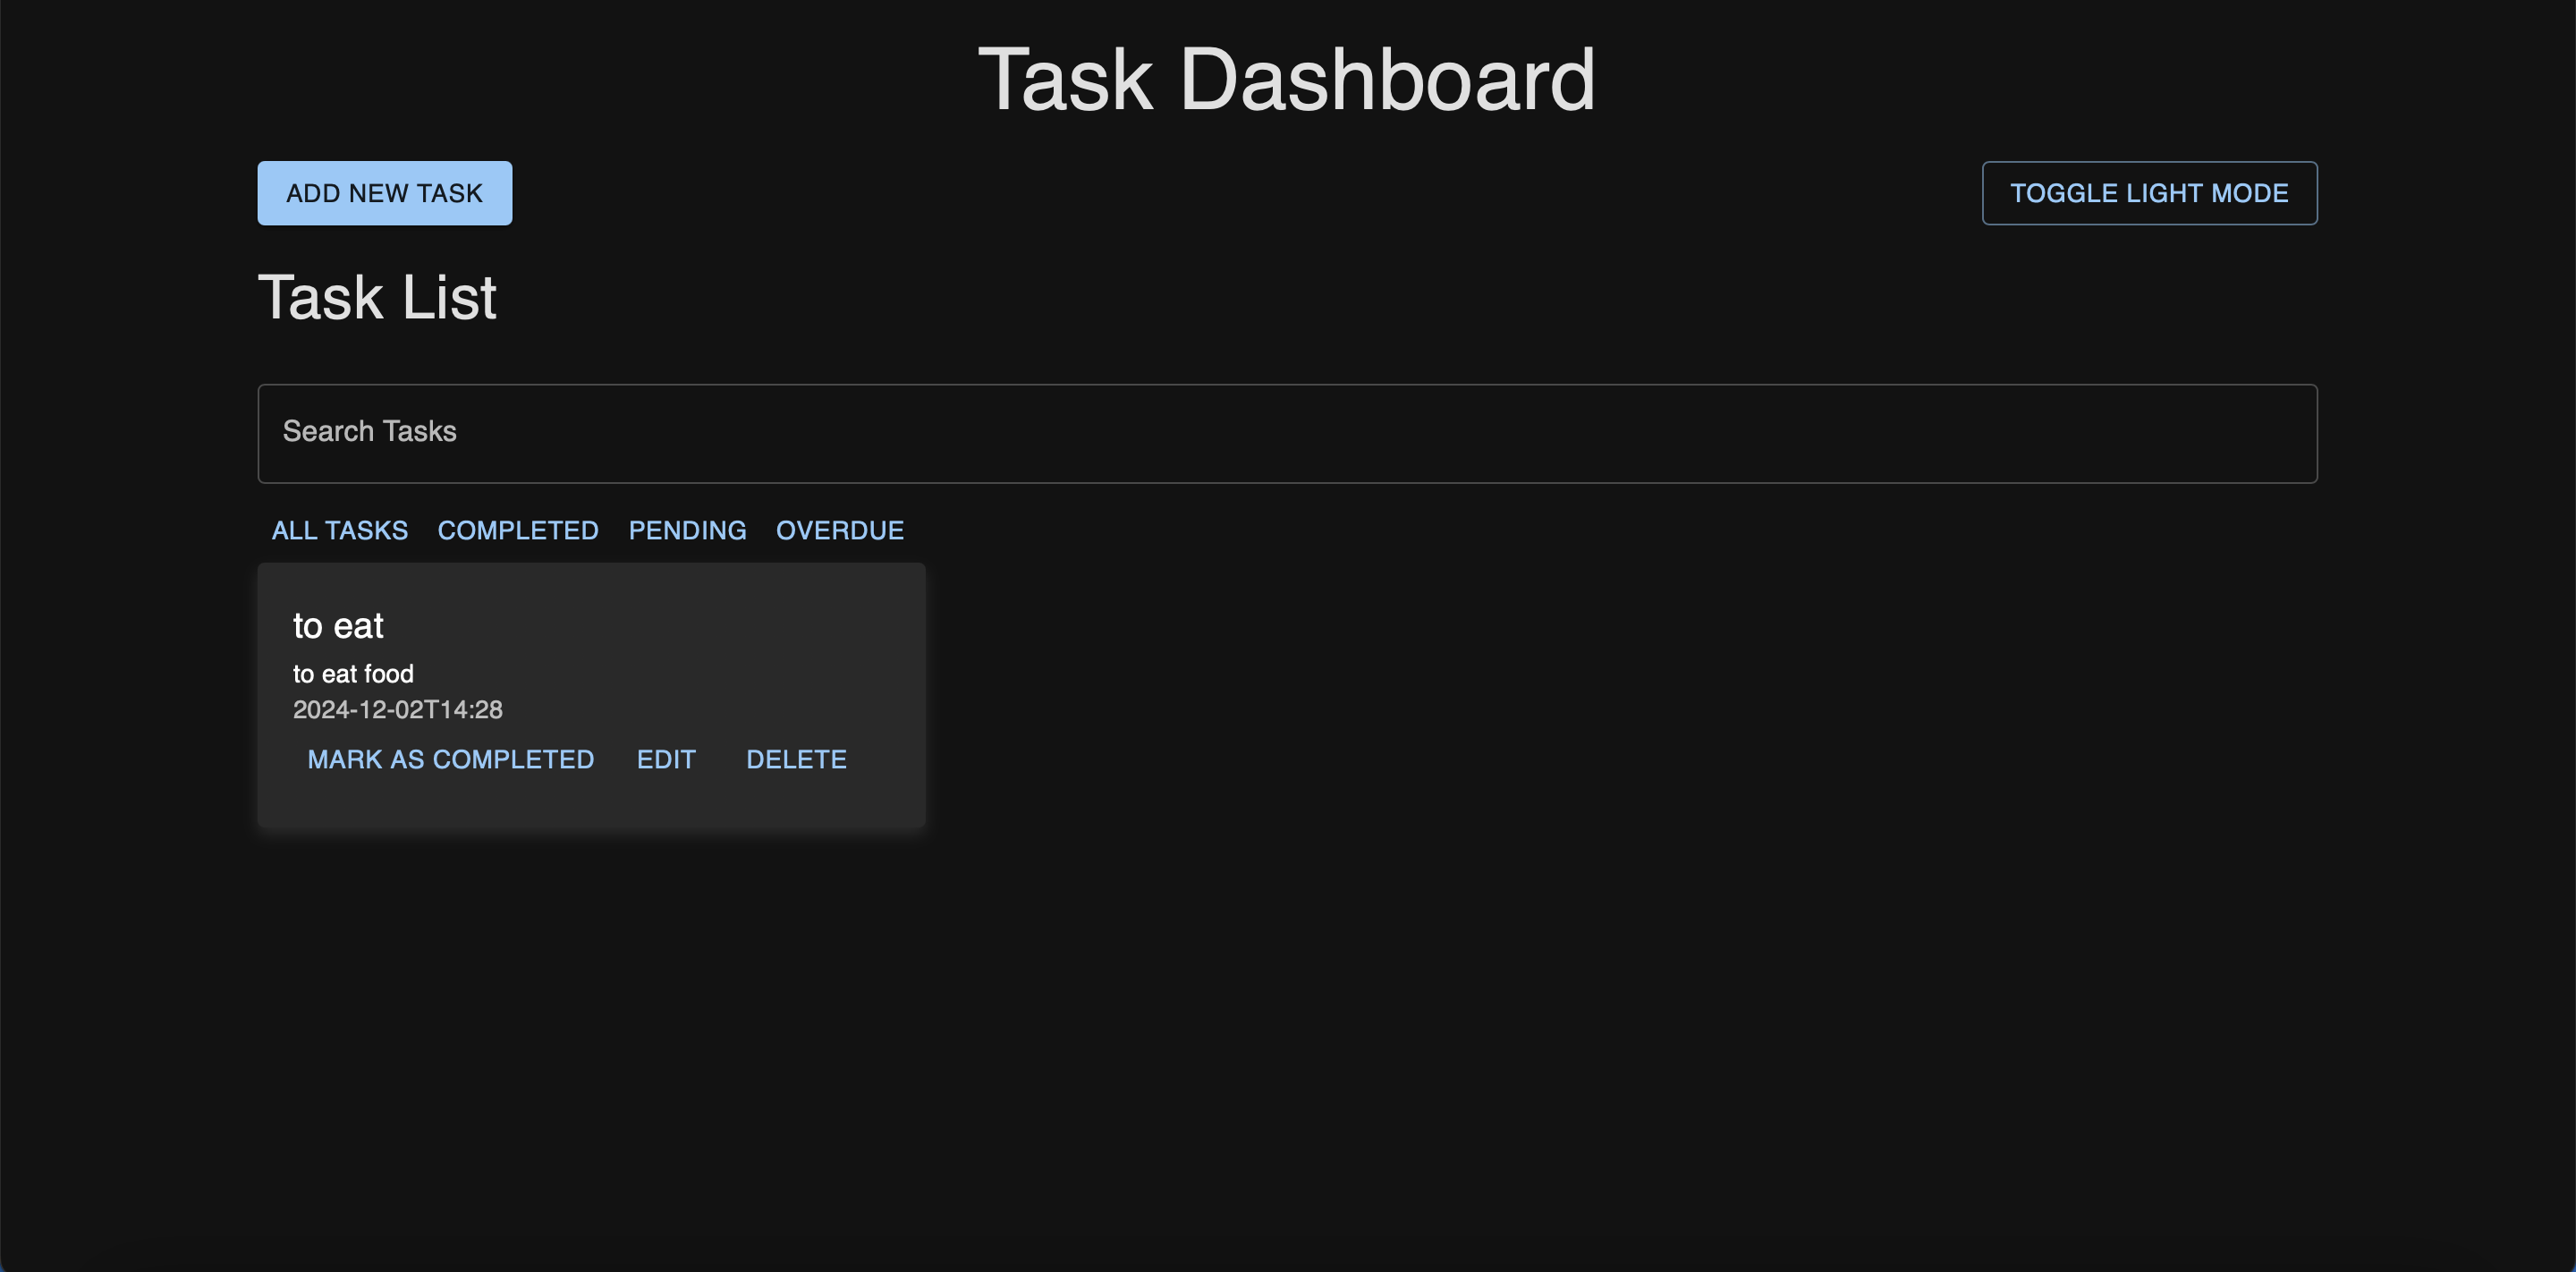 Task Dashboard
ADD NEW TASK
TOGGLE LIGHT MODE
Task List
Search Tasks
ALL TASKS COMPLETED PENDING OVERDUE
to eat
to eat food
2024-12-02T14:28
MARK AS COMPLETED EDIT DELETE